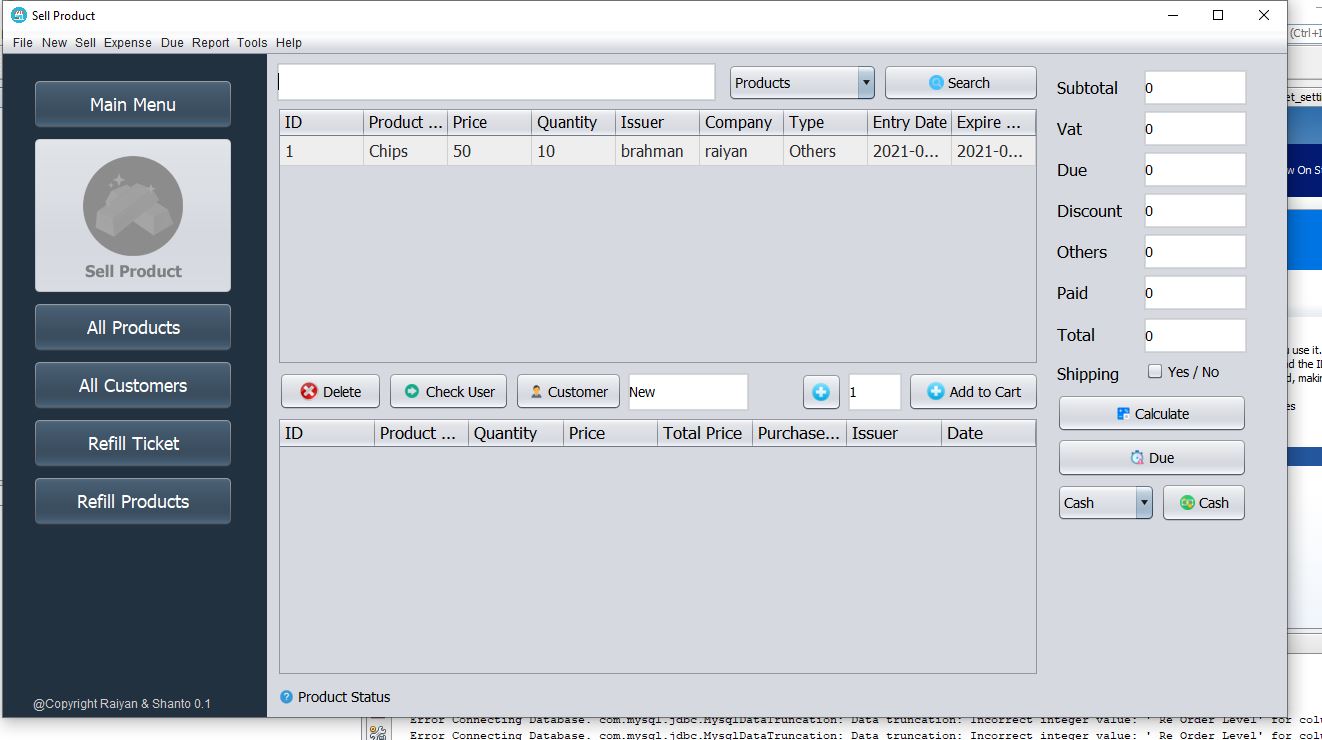 Sell Product
File New Sell Expense Due Report Tools Help
(Ctrl+I
Main Menu
Sell Product
All Products
All Customers
Refill Ticket
Refill Products
@Copyright Raiyan & Shanto 0.1
Products Search
ID Product ... Price Quantity Issuer Company Type Entry Date Expire ...
1 Chips 50 10 brahman raiyan Others 2021-0... 2021-0...
Delete Check User Customer New 1 Add to Cart
ID Product ... Quantity Price Total Price Purchase... Issuer Date
Product Status
Subtotal 0
Vat 0
Due 0
Discount 0
Others 0
Paid 0
Total 0
Shipping Yes / No
Calculate
Due
Cash Cash
et_setti
w On S
u use it.
d the I
d, makin
es
Error Connecting Database. com.mysql.jdbc.MysqlDataTruncation: Data truncation: Incorrect integer value: ' Re Order Level' for colu
Error Connecting Database. com.mysql.jdbc.MysqlDataTruncation: Data truncation: Incorrect integer value: ' Re Order Level' for colu